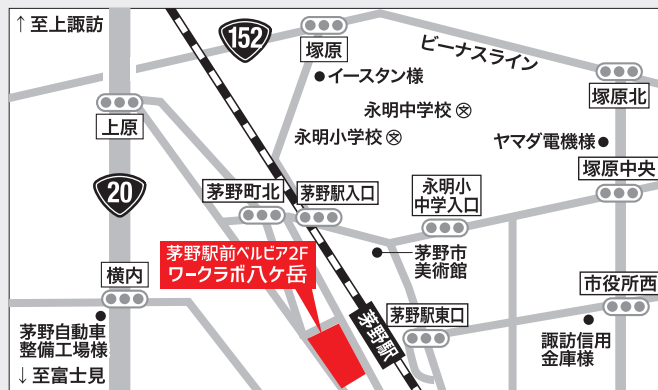 ↑至上諏訪
152
塚原
ビーナスライン
イースタン様
塚原北
上原
永明中学校
永明小学校
ヤマダ電機様
塚原中央
20
茅野町北
茅野駅入口
永明小
中学入口
茅野駅前ベルビア2F
ワークラボ八ヶ岳
茅野市
美術館
横内
市役所西
茅野駅
茅野駅東口
茅野自動車
整備工場様
諏訪信用
金庫様
↓至富士見